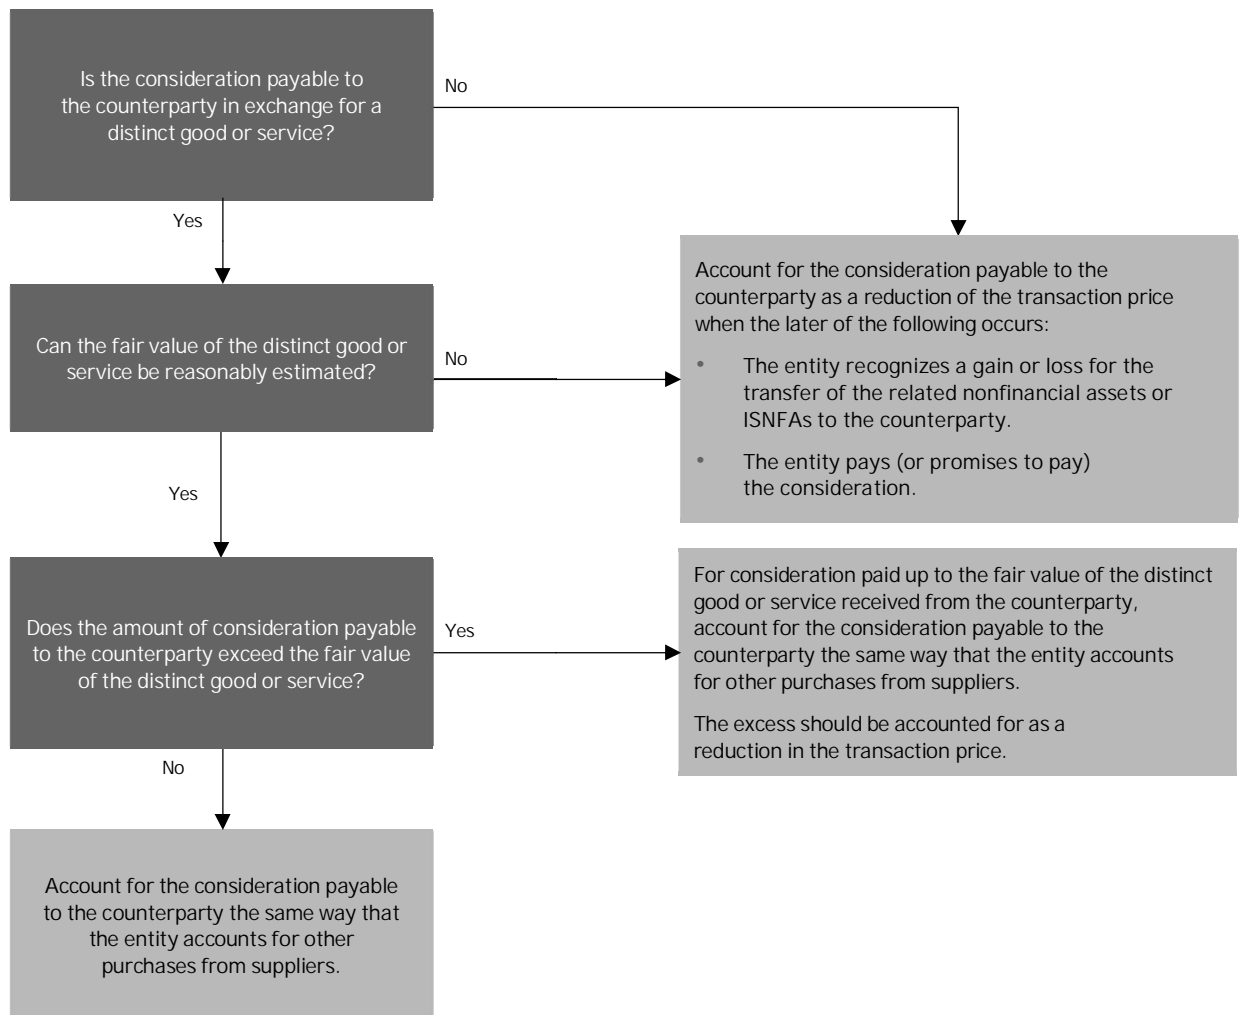 Is the consideration payable to
the counterparty in exchange for a
distinct good or service?
No
Yes
Account for the consideration payable to the
counterparty as a reduction of the transaction price
when the later of the following occurs:
• The entity recognizes a gain or loss for the
transfer of the related nonfinancial assets or
ISNFAs to the counterparty.
• The entity pays (or promises to pay)
the consideration.
Can the fair value of the distinct good or
service be reasonably estimated?
No
Yes
Does the amount of consideration payable
to the counterparty exceed the fair value
of the distinct good or service?
Yes
For consideration paid up to the fair value of the distinct
good or service received from the counterparty,
account for the consideration payable to the
counterparty the same way that the entity accounts
for other purchases from suppliers.
The excess should be accounted for as a
reduction in the transaction price.
No
Account for the consideration payable
to the counterparty the same way that
the entity accounts for other
purchases from suppliers.